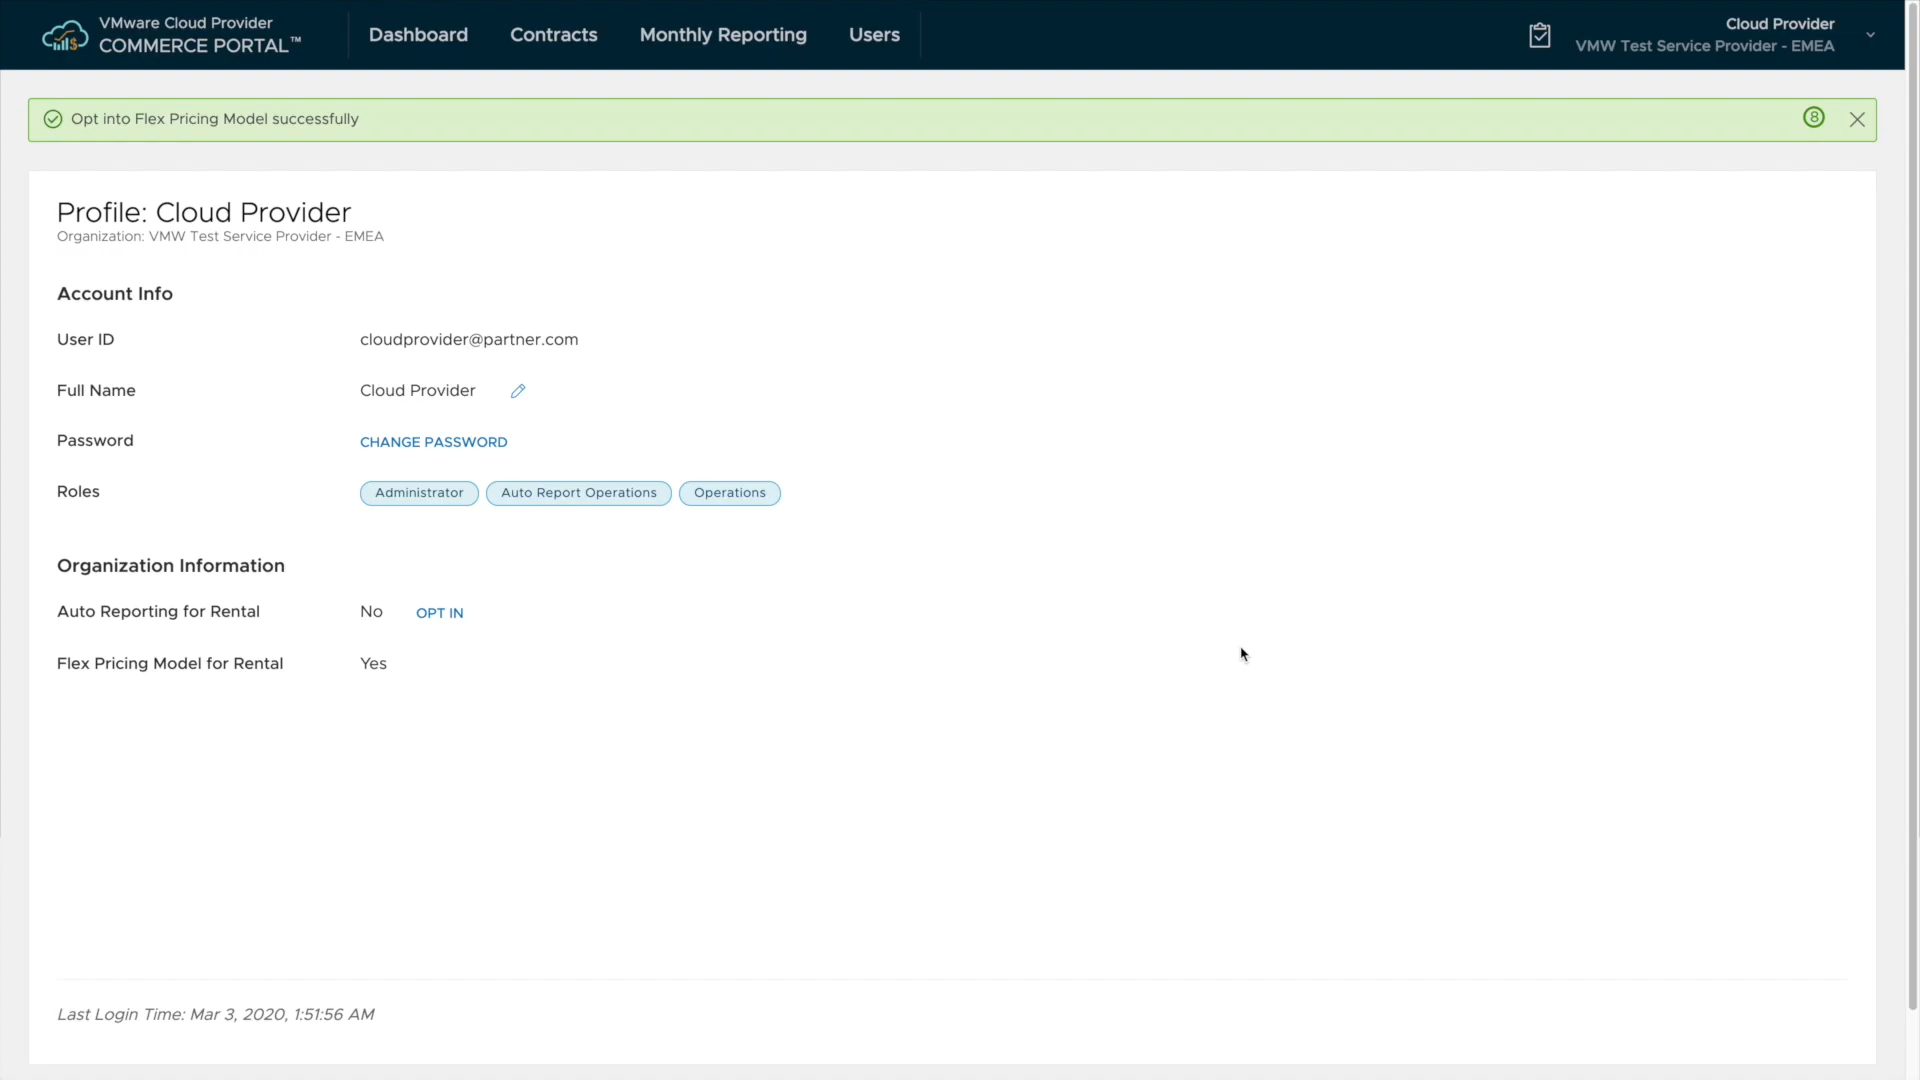 VMware Cloud Provider
COMMERCE PORTAL™
Dashboard
Contracts
Monthly Reporting
Users
Cloud Provider
VMW Test Service Provider - EMEA
Opt into Flex Pricing Model successfully
8
Profile: Cloud Provider
Organization: VMW Test Service Provider - EMEA
Account Info
User ID
cloudprovider@partner.com
Full Name
Cloud Provider
Password
CHANGE PASSWORD
Roles
Administrator
Auto Report Operations
Operations
Organization Information
Auto Reporting for Rental
No
OPT IN
Flex Pricing Model for Rental
Yes
Last Login Time: Mar 3, 2020, 1:51:56 AM